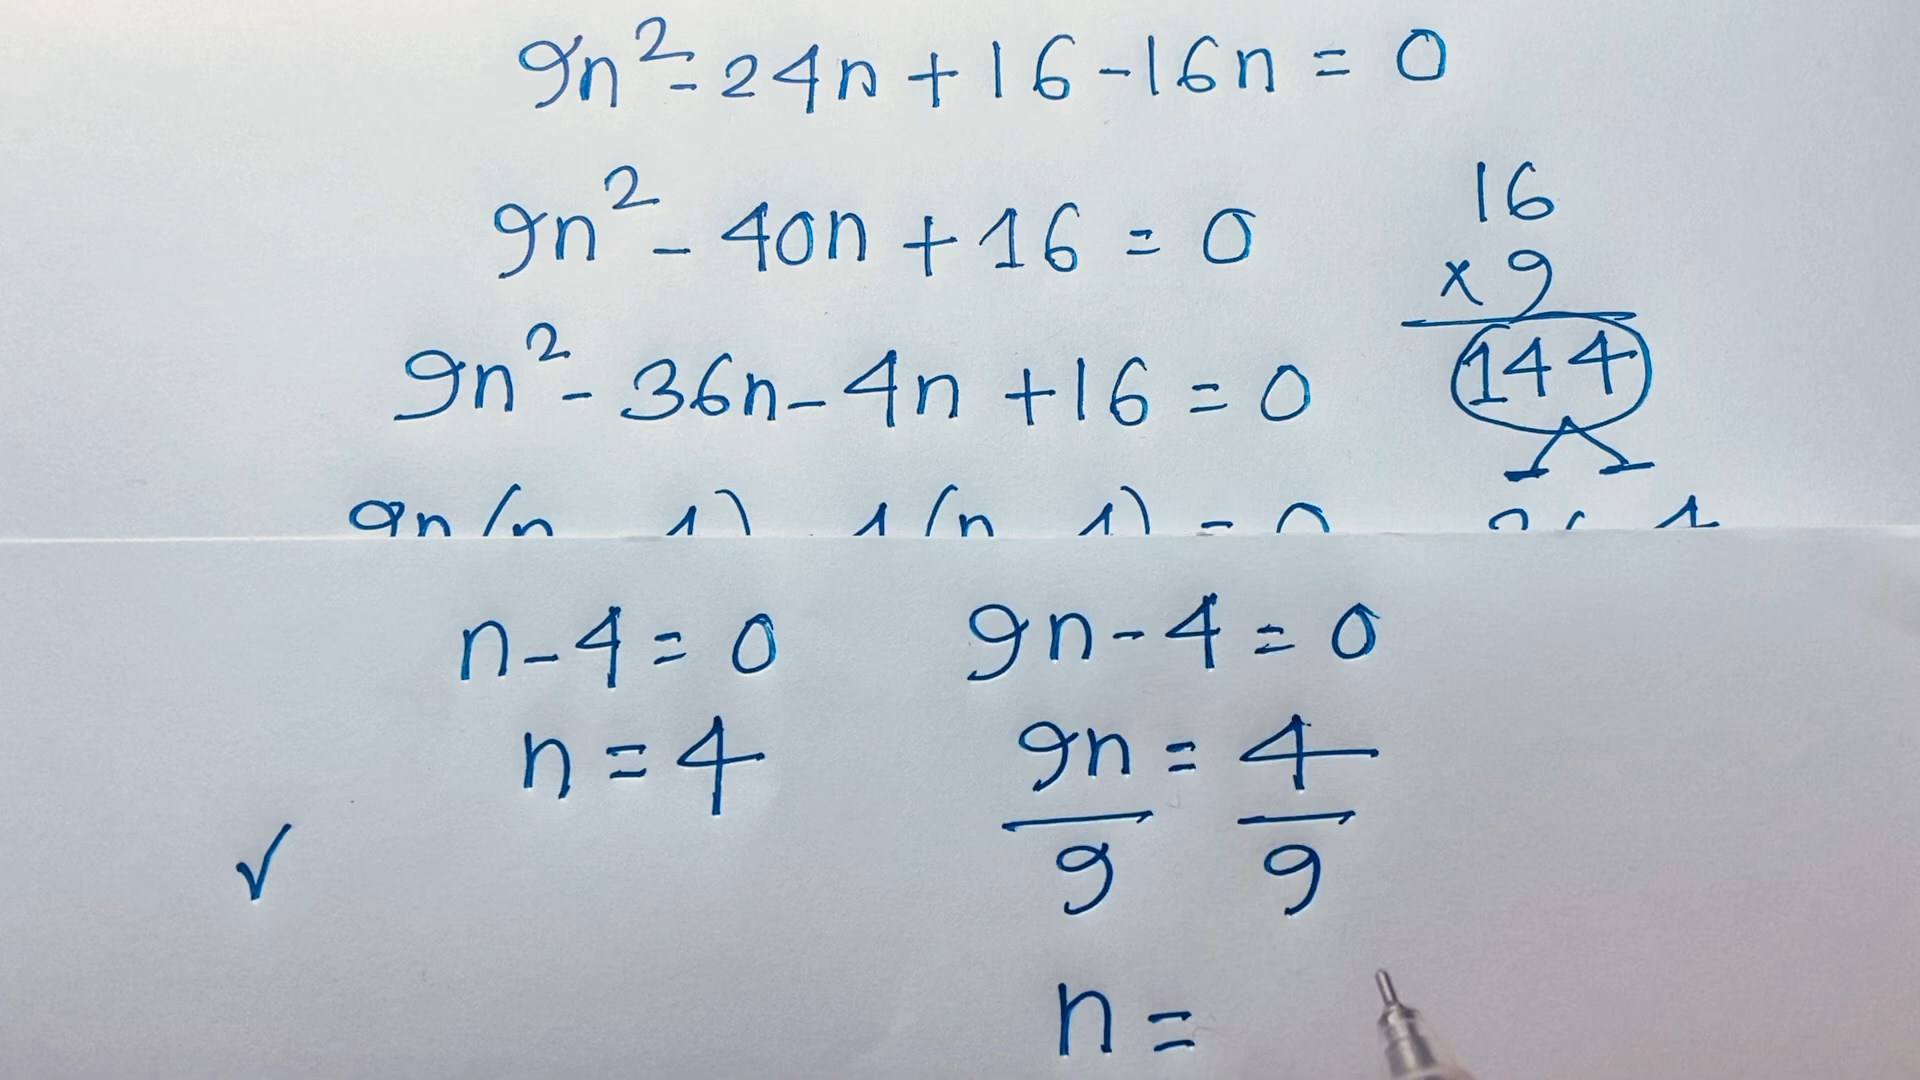 9n² - 24n + 16 - 16n = 0
9n² - 40n + 16 = 0
16
× 9
144
9n² - 36n - 4n + 16 = 0
n - 4 = 0
9n - 4 = 0
n = 4
9n/9 = 4/9
✓
n =